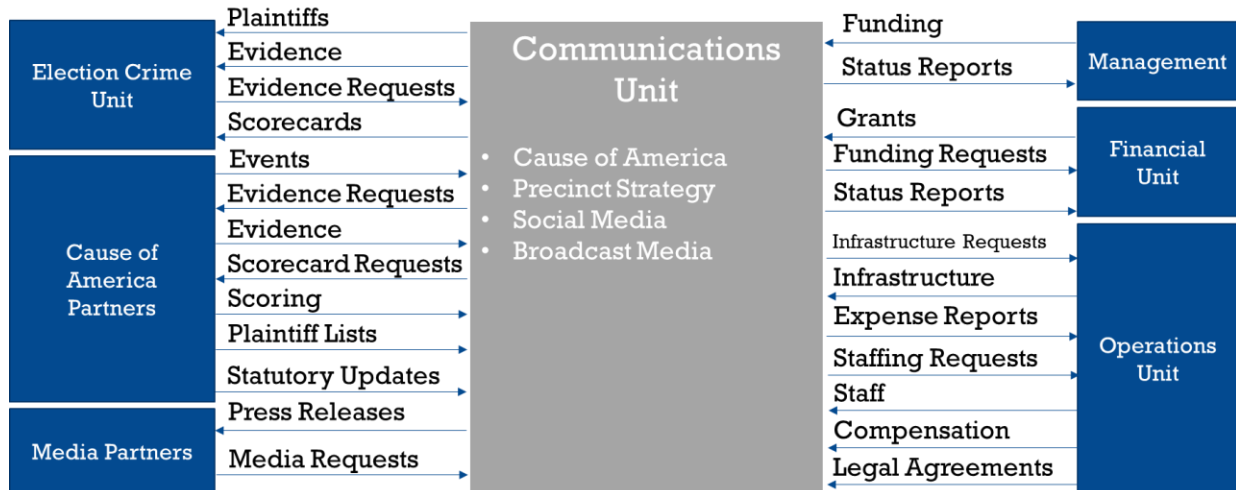 Election Crime
Unit
Cause of
America
Partners
Media Partners
Plaintiffs
Evidence
Evidence Requests
Scorecards
Events
Evidence Requests
Evidence
Scorecard Requests
Scoring
Plaintiff Lists
Statutory Updates
Press Releases
Media Requests
Communications
Unit
• Cause of America
• Precinct Strategy
• Social Media
• Broadcast Media
Funding
Status Reports
Grants
Funding Requests
Status Reports
Infrastructure Requests
Infrastructure
Expense Reports
Staffing Requests
Staff
Compensation
Legal Agreements
Management
Financial
Unit
Operations
Unit